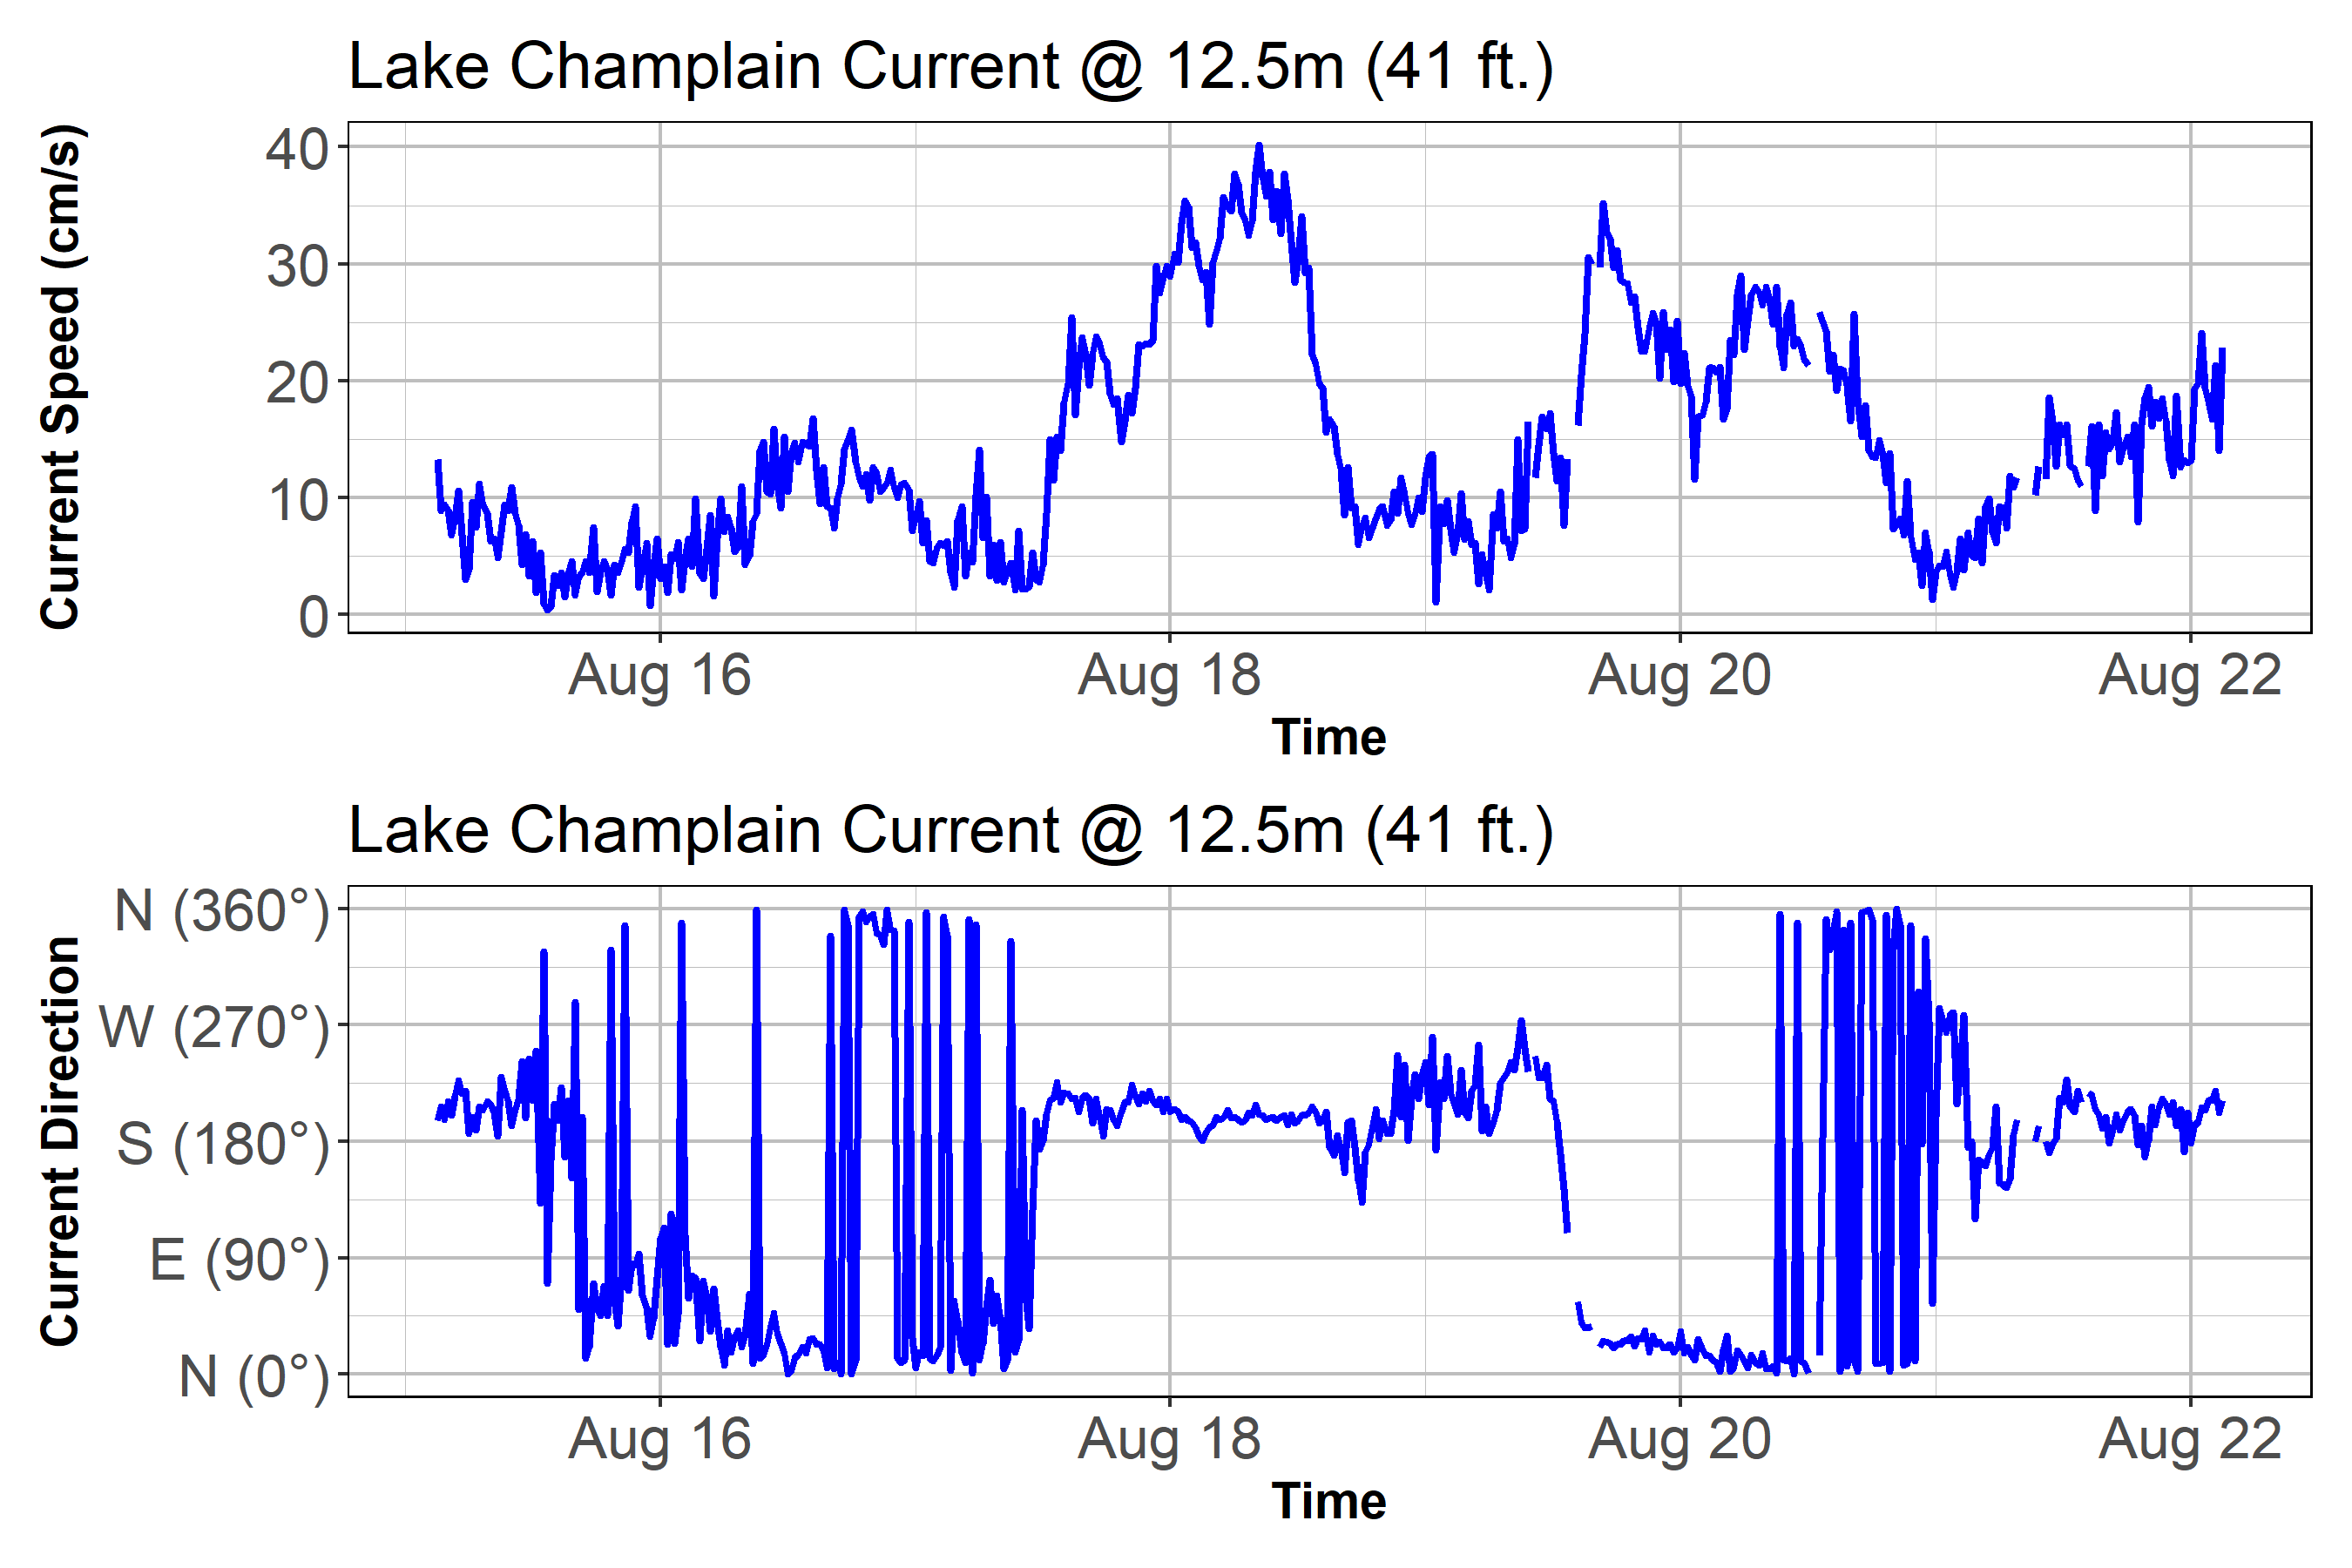 Lake Champlain Current @ 12.5m (41 ft.)
Current Speed (cm/s)
40
30
20
10
0
Aug 16 Aug 18 Aug 20 Aug 22
Time
Lake Champlain Current @ 12.5m (41 ft.)
Current Direction
N (360°)
W (270°)
S (180°)
E (90°)
N (0°)
Aug 16 Aug 18 Aug 20 Aug 22
Time